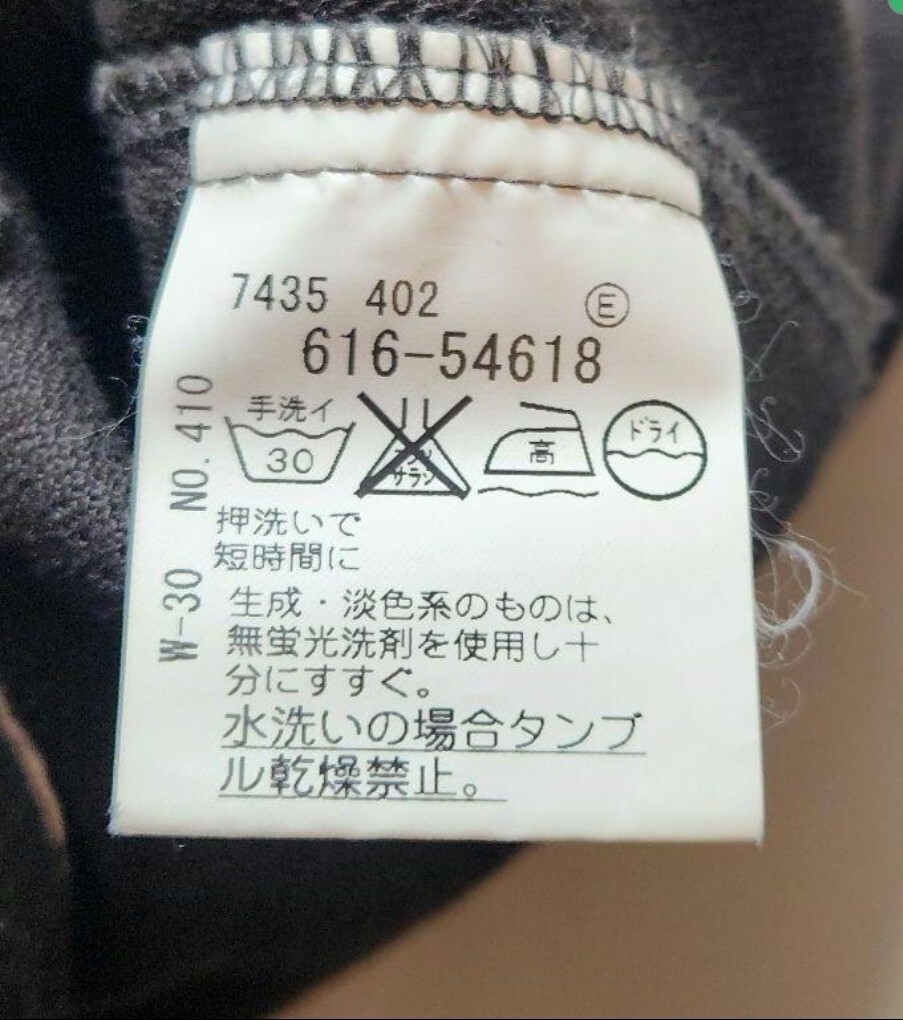 7435 402 Ⓔ
616-54618
手洗イ
30
サラシ
高
ドライ
押洗いで
短時間に
生成・淡色系のものは、
無蛍光洗剤を使用し十
分にすすぐ。
水洗いの場合タンブ
ル乾燥禁止。
W-30 NO.410